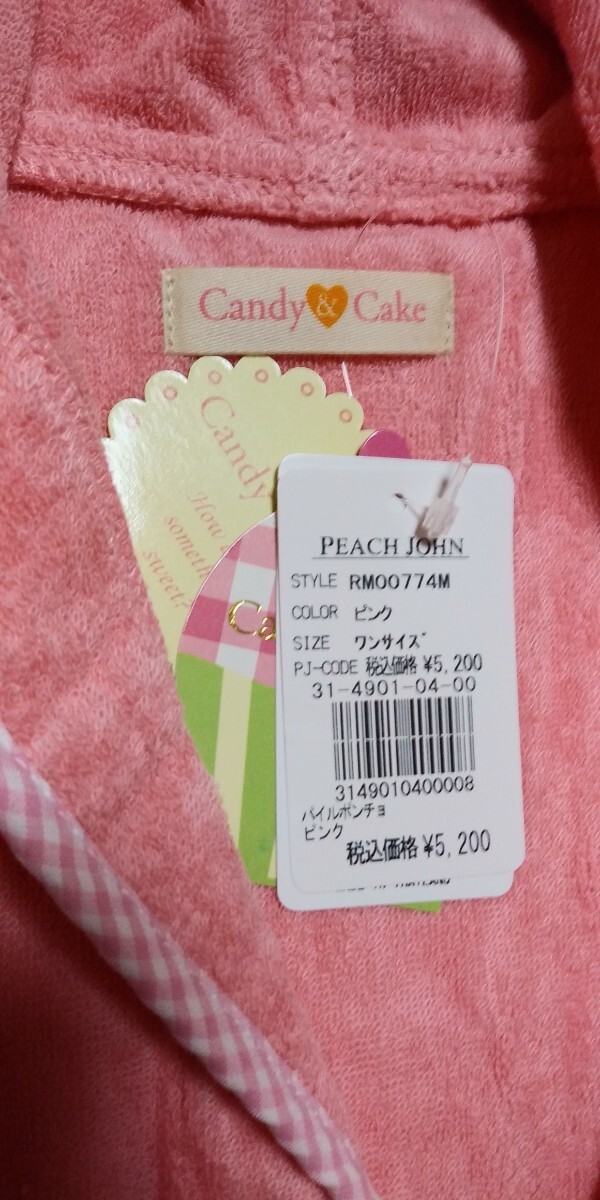 Candy & Cake
Candy
How
someth
sweet?
Ca
PEACH JOHN
STYLE RM00774M
COLOR ピンク
SIZE ワンサイズ
PJ-CODE 税込価格 ¥5,200
31-4901-04-00
3149010400008
パイルポンチョ
ピンク
税込価格 ¥5,200